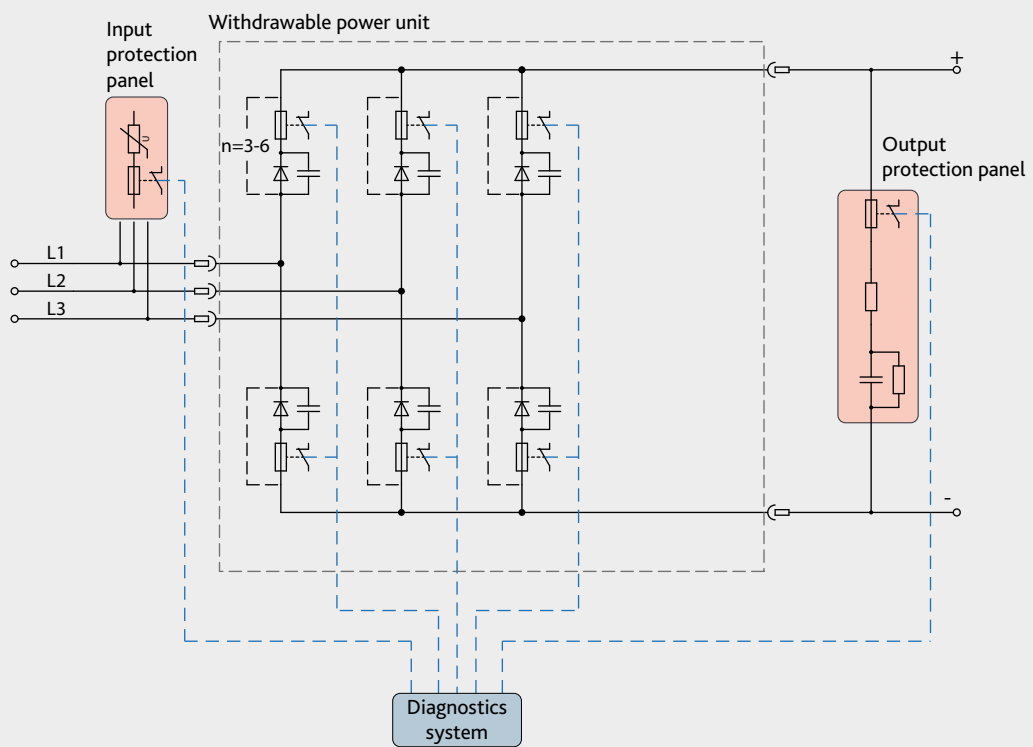 Input
protection
panel
Withdrawable power unit
U
n=3-6
+
Output
protection panel
L1
L2
L3
-
Diagnostics
system